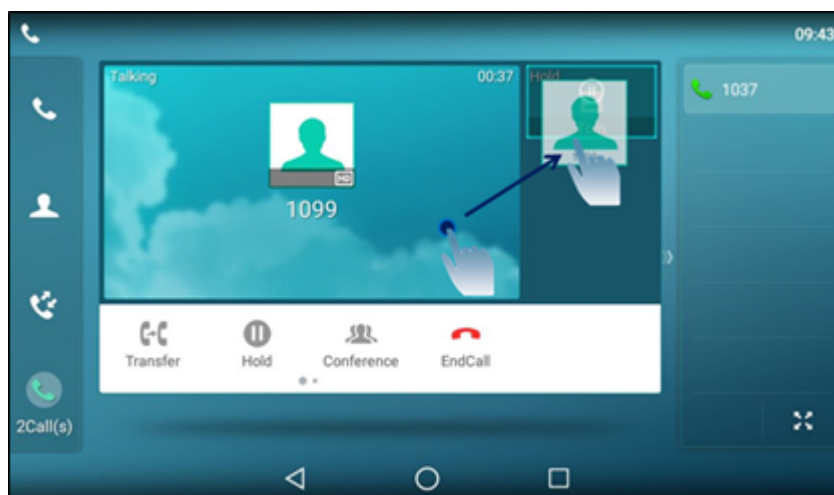 09:43
Talking 00:37
Hold
HD
1099
1037
Transfer Hold Conference EndCall
2Call(s)